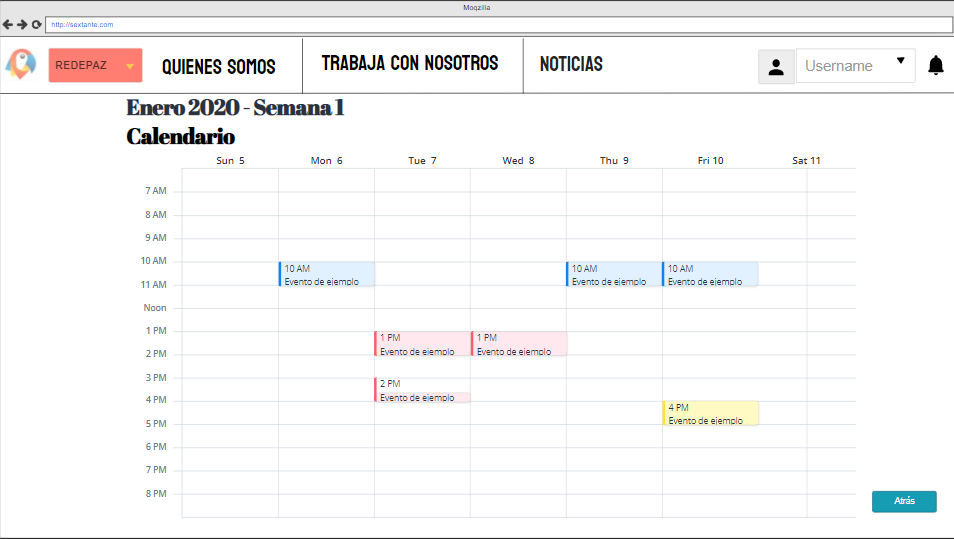 Moqzilla
http://sextante.com
REDEPAZ
QUIENES SOMOS
TRABAJA CON NOSOTROS
NOTICIAS
Username
Enero 2020 - Semana 1
Calendario
Sun 5 Mon 6 Tue 7 Wed 8 Thu 9 Fri 10 Sat 11
7 AM
8 AM
9 AM
10 AM
10 AM 10 AM 10 AM
Evento de ejemplo Evento de ejemplo Evento de ejemplo
11 AM
Noon
1 PM
1 PM 1 PM
Evento de ejemplo Evento de ejemplo
2 PM
3 PM
2 PM
Evento de ejemplo
4 PM
4 PM
Evento de ejemplo
5 PM
6 PM
7 PM
8 PM
Atrás